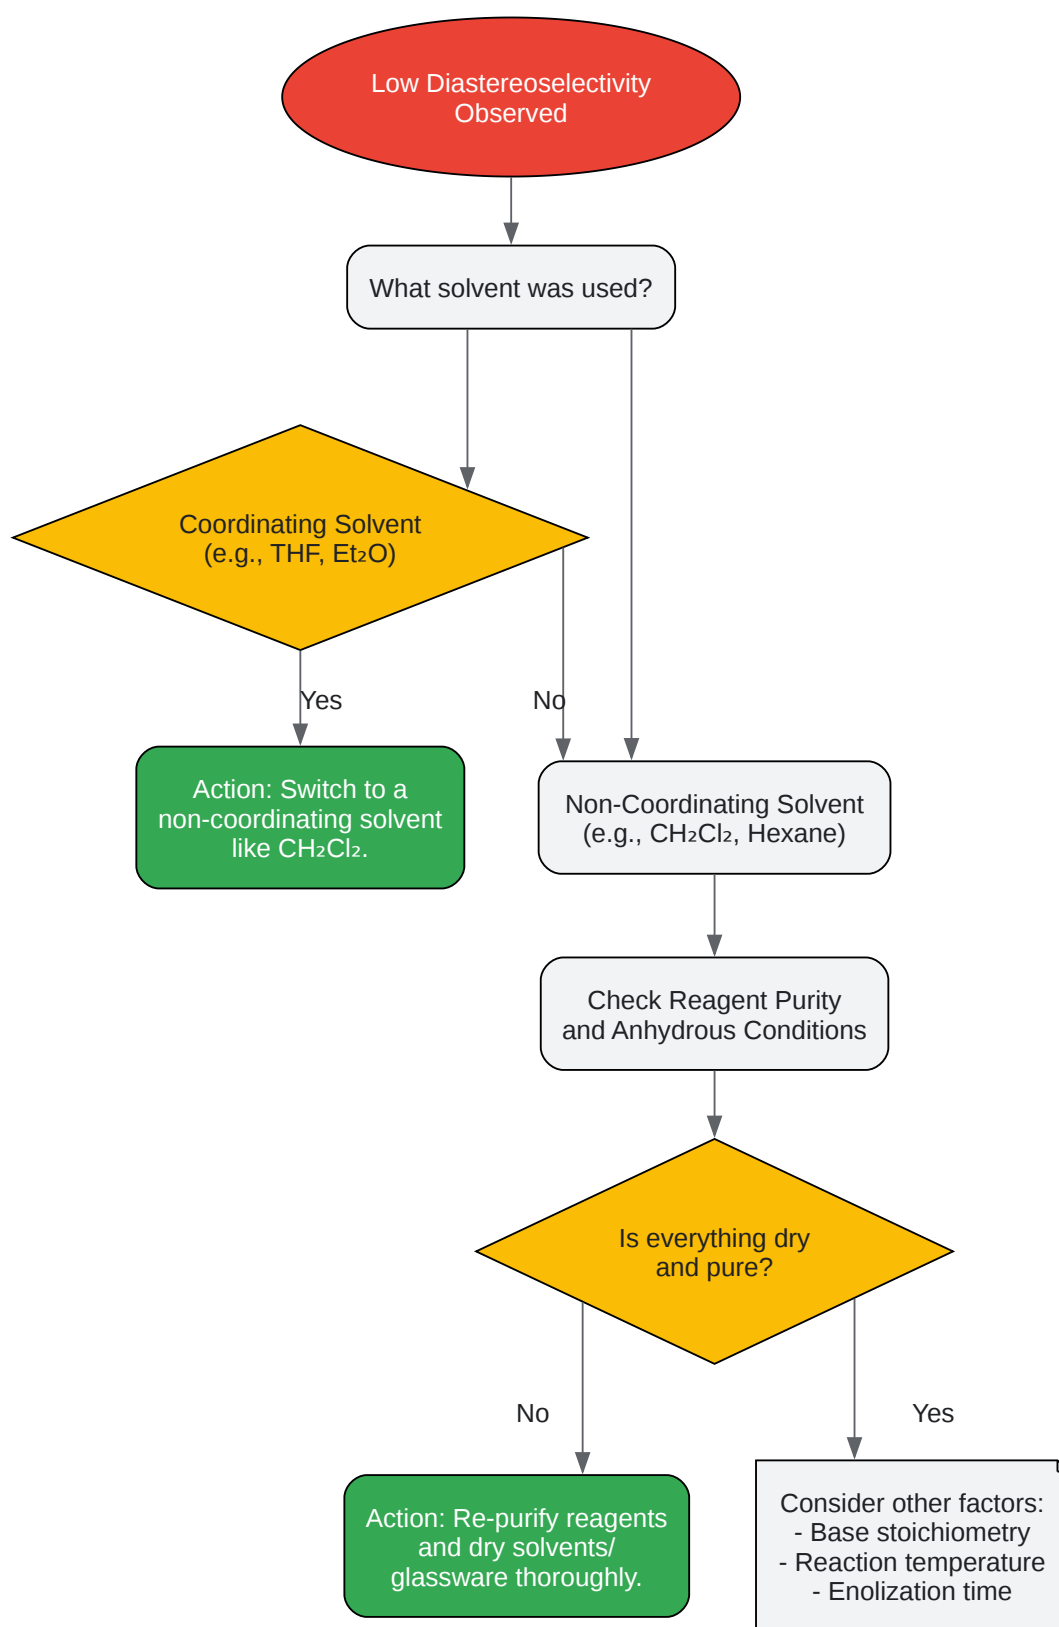 Low Diastereoselectivity
Observed
What solvent was used?
Coordinating Solvent
(e.g., THF, Et₂O)
Yes
No
Action: Switch to a
non-coordinating solvent
like CH₂Cl₂.
Non-Coordinating Solvent
(e.g., CH₂Cl₂, Hexane)
Check Reagent Purity
and Anhydrous Conditions
Is everything dry
and pure?
No
Yes
Action: Re-purify reagents
and dry solvents/
glassware thoroughly.
Consider other factors:
- Base stoichiometry
- Reaction temperature
- Enolization time